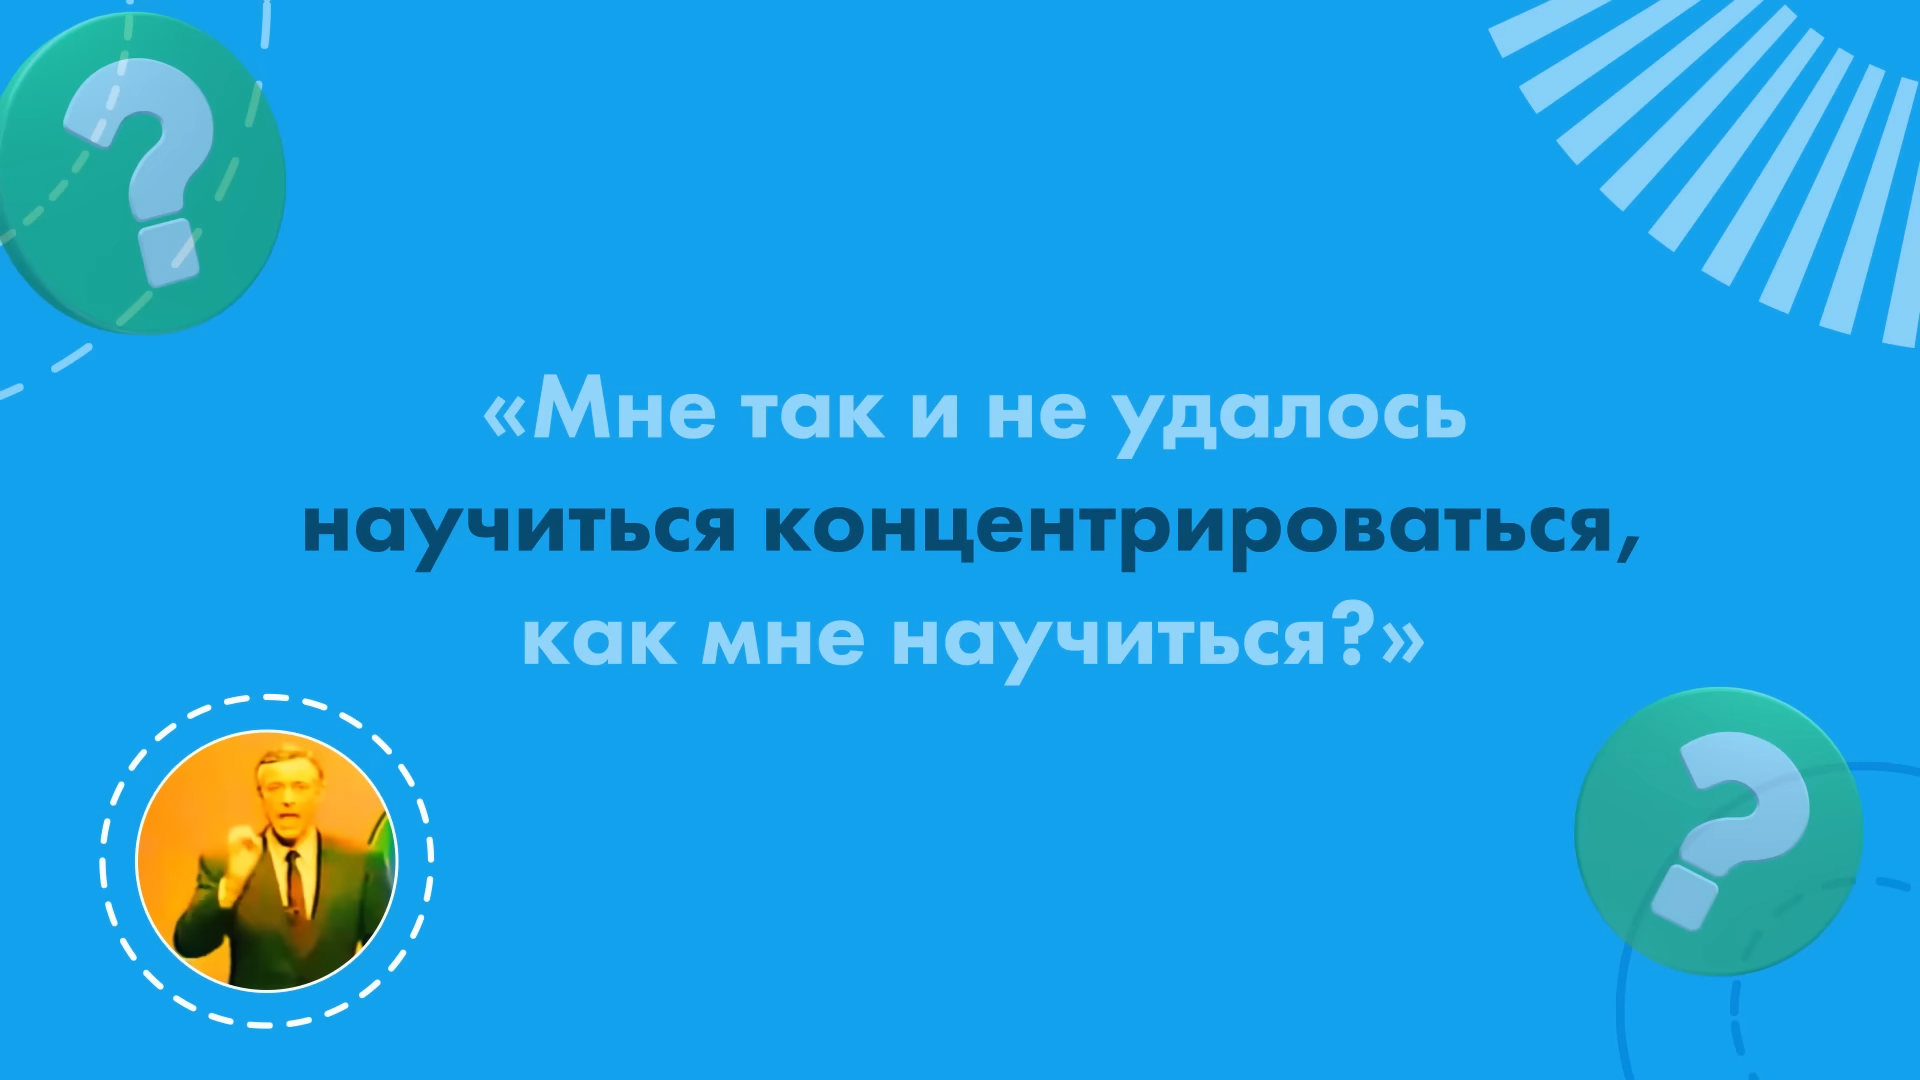 «Мне так и не удалось
научиться концентрироваться,
как мне научиться?»